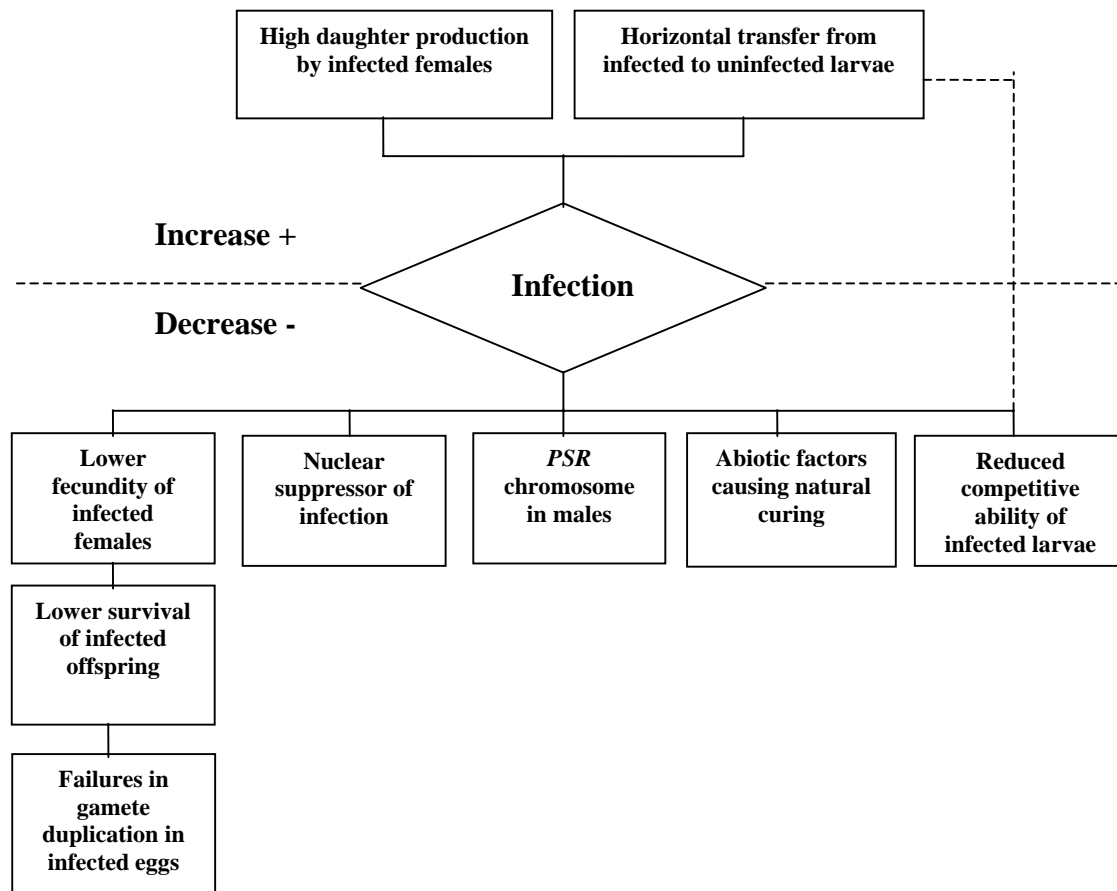 High daughter production
by infected females
Horizontal transfer from
infected to uninfected larvae
Increase +
Infection
Decrease -
Lower
fecundity of
infected
females
Nuclear
suppressor of
infection
PSR
chromosome
in males
Abiotic factors
causing natural
curing
Reduced
competitive
ability of
infected larvae
Lower survival
of infected
offspring
Failures in
gamete
duplication in
infected eggs